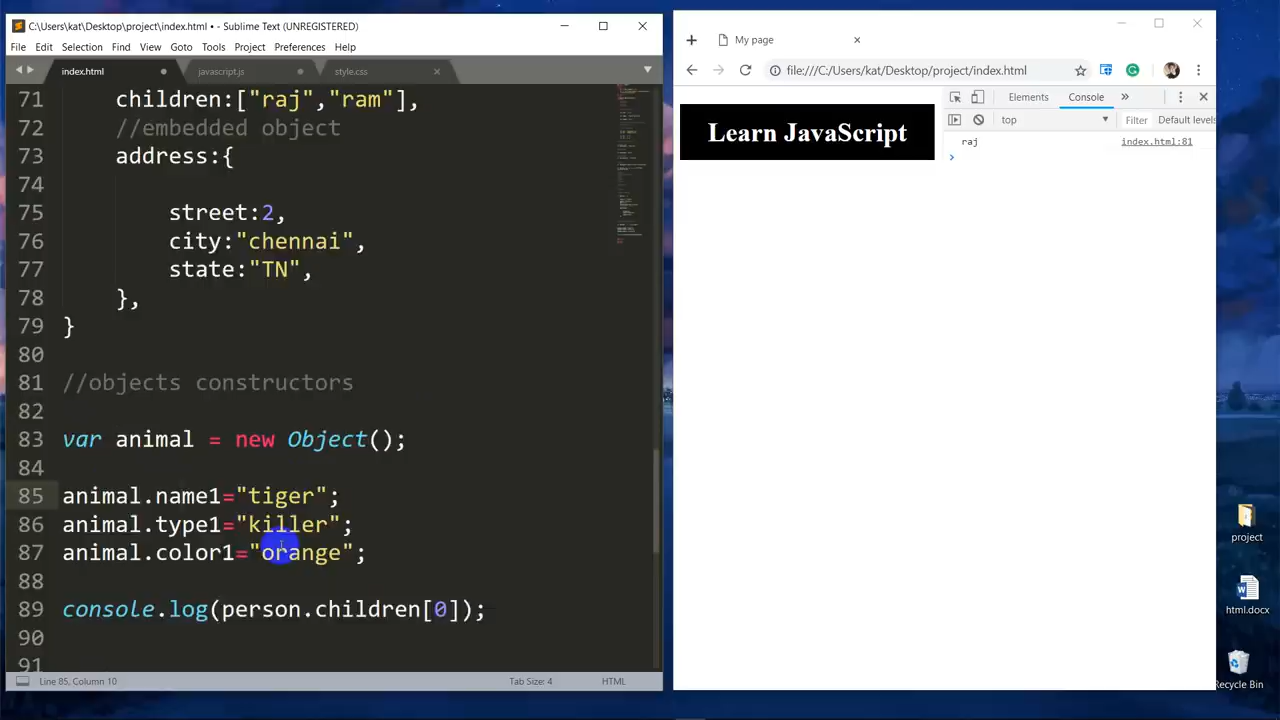 C:\Users\kat\Desktop\project\index.html • - Sublime Text (UNREGISTERED)
File Edit Selection Find View Goto Tools Project Preferences Help
index.html javascript.js style.css
71 children:["raj","ram"],
72 //embedded object
73 address:{
74
75 street:2,
76 city:"chennai",
77 state:"TN",
78 },
79 }
80
81 //objects constructors
82
83 var animal = new Object();
84
85 animal.name1="tiger";
86 animal.type1="killer";
87 animal.color1="orange";
88
89 console.log(person.children[0]);
90
91
Line 85, Column 10 Tab Size: 4 HTML
My page
file:///C:/Users/kat/Desktop/project/index.html
Learn JavaScript
Elements Console »
top Filter Default levels
raj index.html:81
project
html.docx
Recycle Bin